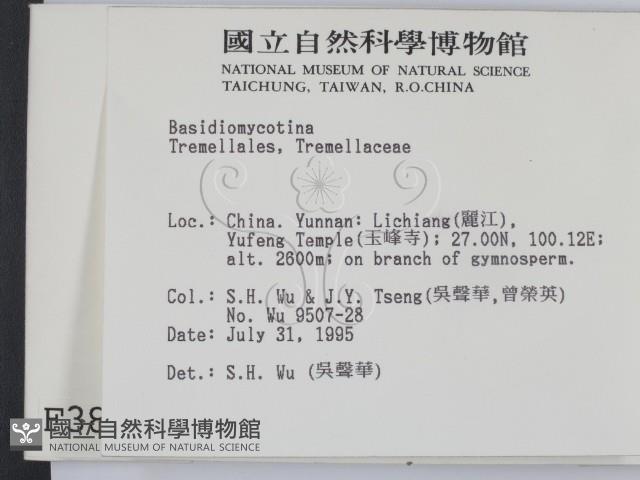 國立自然科學博物館
NATIONAL MUSEUM OF NATURAL SCIENCE
TAICHUNG, TAIWAN, R.O.CHINA
Basidiomycotina
Tremellales, Tremellaceae
Loc.: China. Yunnan: Lichiang(麗江),
Yufeng Temple(玉峰寺); 27.00N, 100.12E;
alt. 2600m; on branch of gymnosperm.
Col.: S.H. Wu & J.Y. Tseng(吳聲華,曾榮英)
No. Wu 9507-28
Date: July 31, 1995
Det.: S.H. Wu (吳聲華)
國立自然科學博物館
NATIONAL MUSEUM OF NATURAL SCIENCE